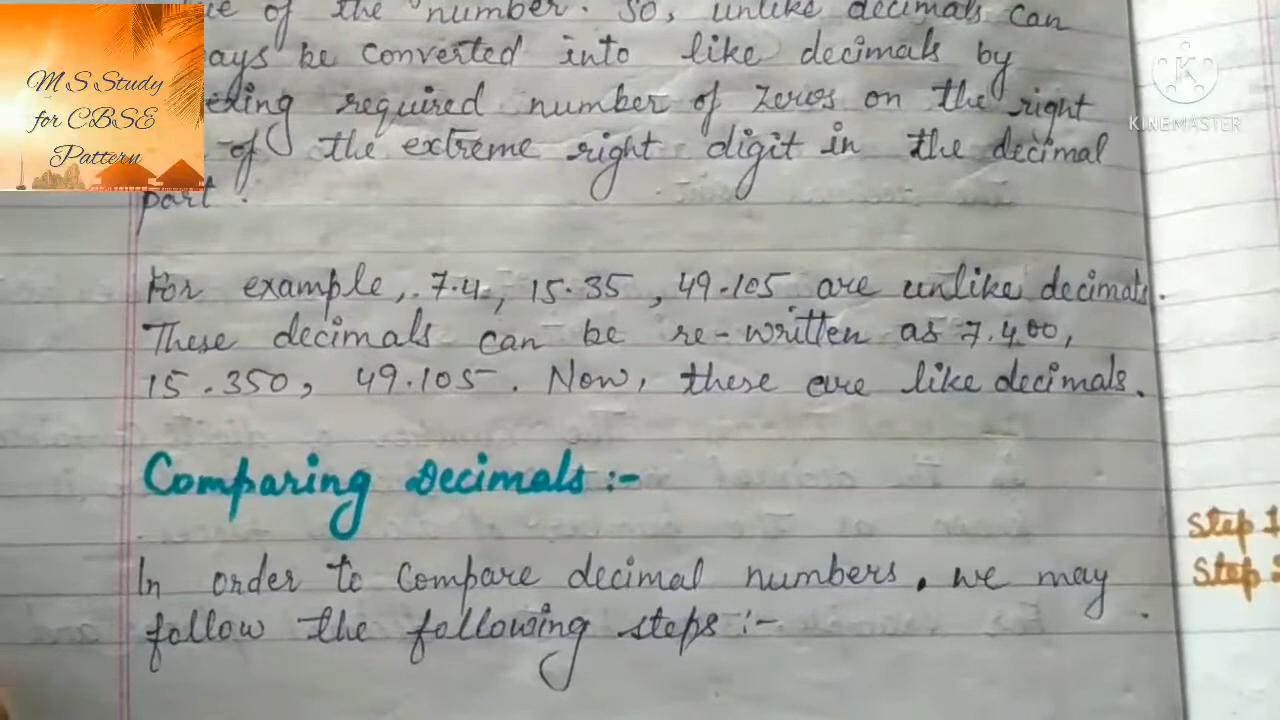 of the number. So, unlike decimals can
be converted into like decimals by
required number of zeros on the right
of the extreme right digit in the decimal
part.
For example, 7.4, 15.35, 49.105 are unlike decimals.
These decimals can be re-written as 7.400,
15.350, 49.105. Now, these are like decimals.
Comparing Decimals :-
In order to compare decimal numbers, we may
follow the following steps :-
Step 1
Step
M S Study
for CBSE
Pattern
KINEMASTER